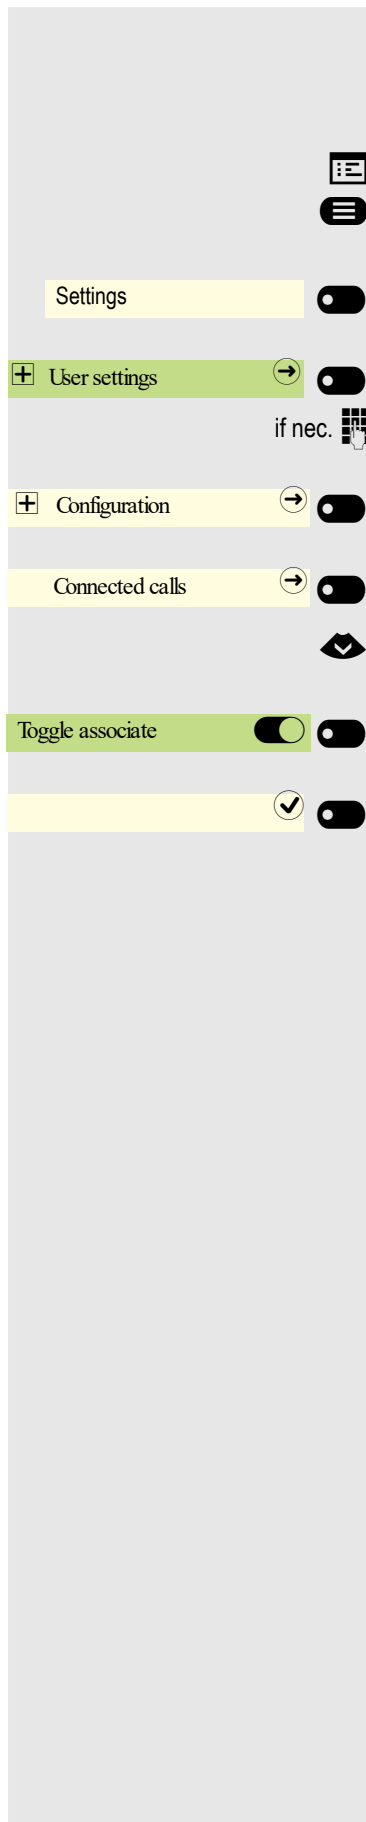 Settings
User settings
if nec.
Configuration
Connected calls
Toggle associate